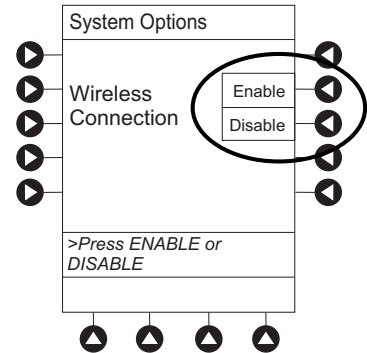 System Options
Wireless
Connection
Enable
Disable
>Press ENABLE or
DISABLE